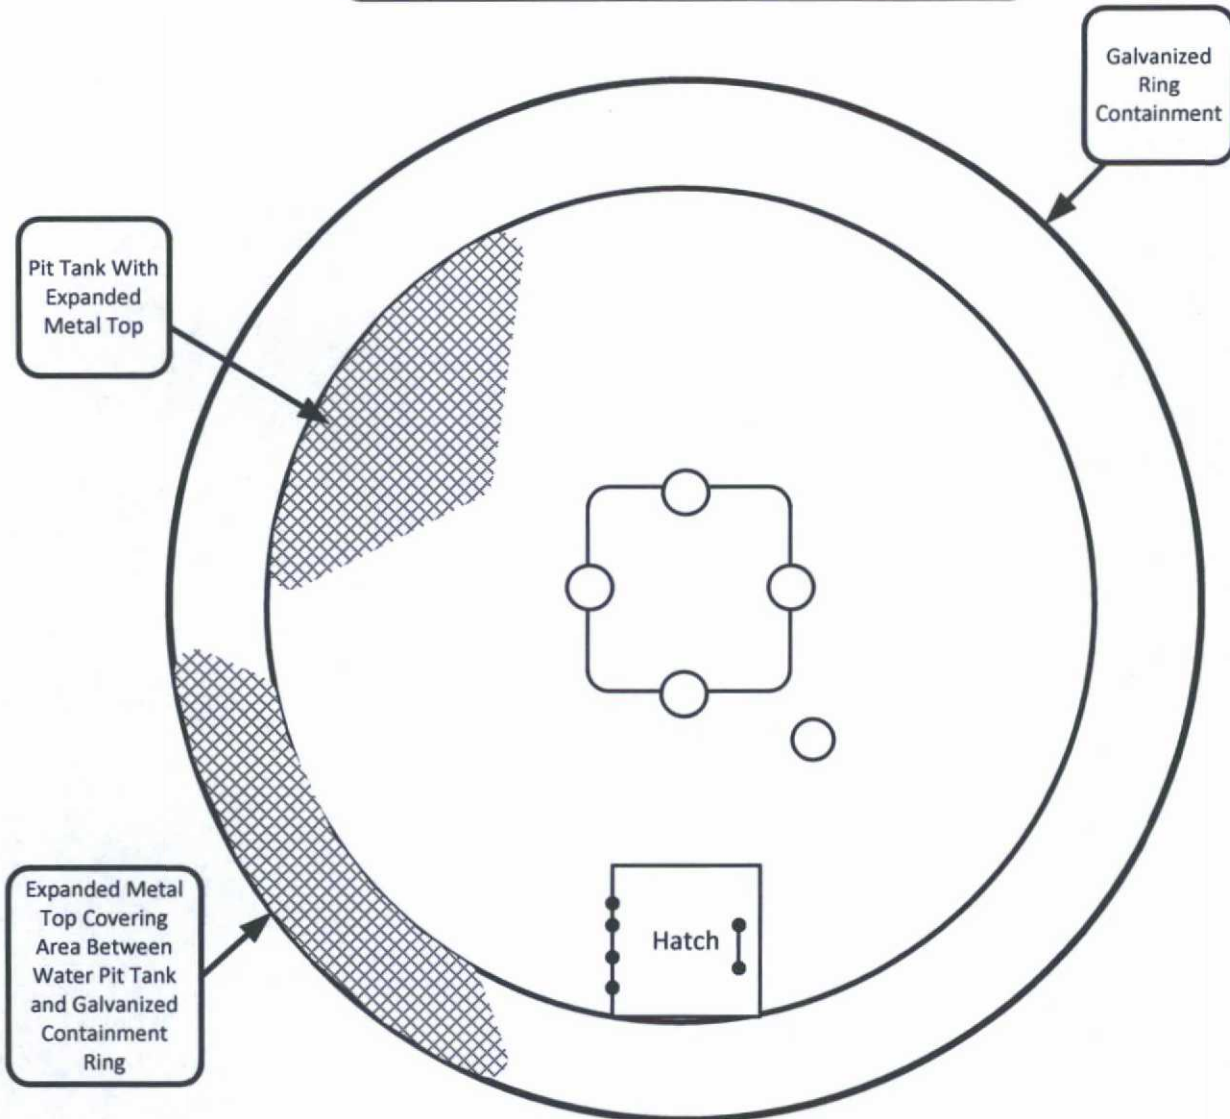 Galvanized
Ring
Containment
Pit Tank With
Expanded
Metal Top
Expanded Metal
Top Covering
Area Between
Water Pit Tank
and Galvanized
Containment
Ring
Hatch